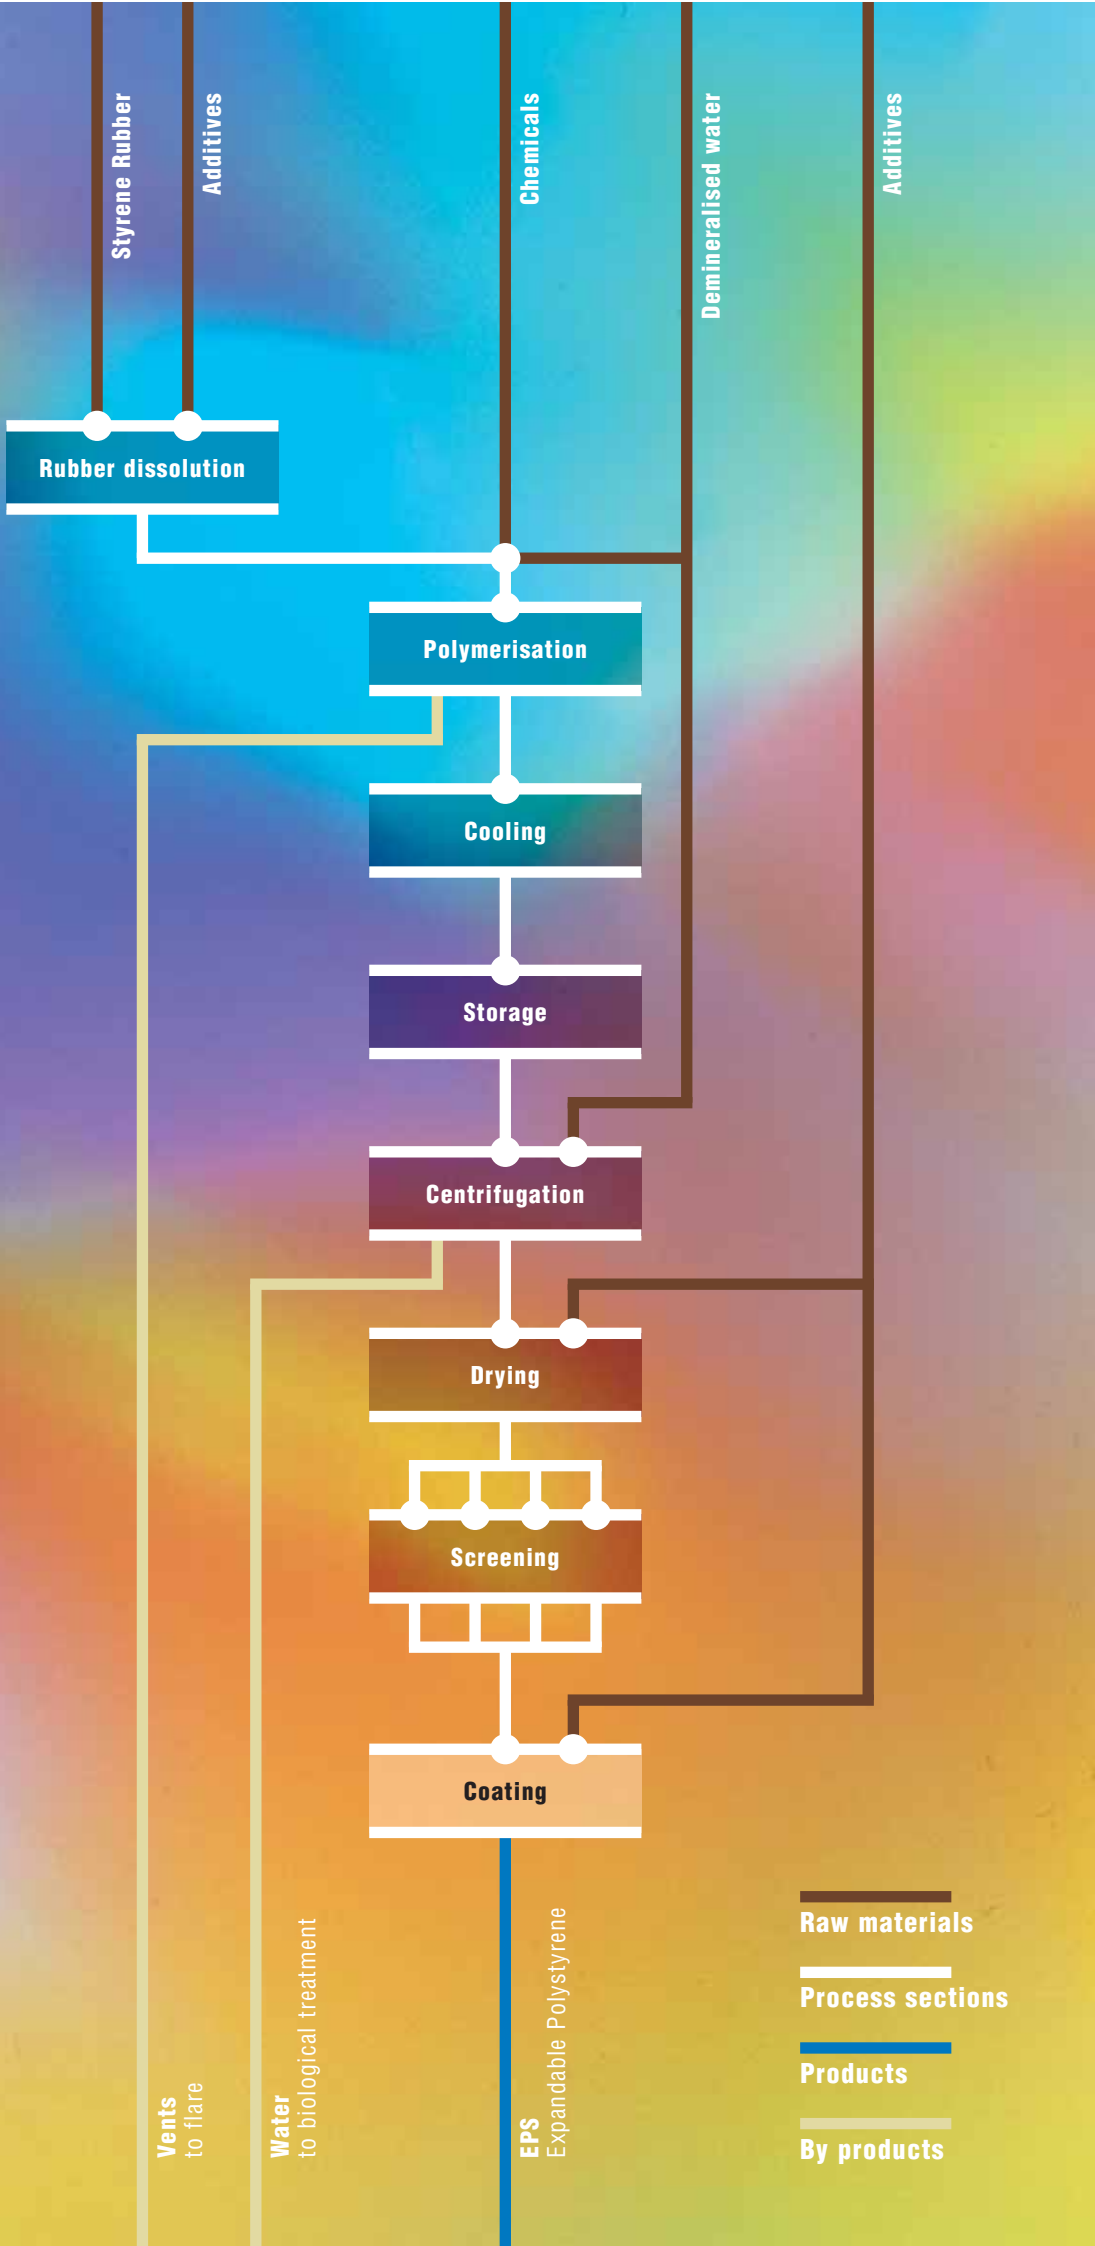 Styrene Rubber
Additives
Chemicals
Demineralised water
Additives
Rubber dissolution
Polymerisation
Cooling
Storage
Centrifugation
Drying
Screening
Coating
Vents
to flare
Water
to biological treatment
EPS
Expandable Polystyrene
Raw materials
Process sections
Products
By products